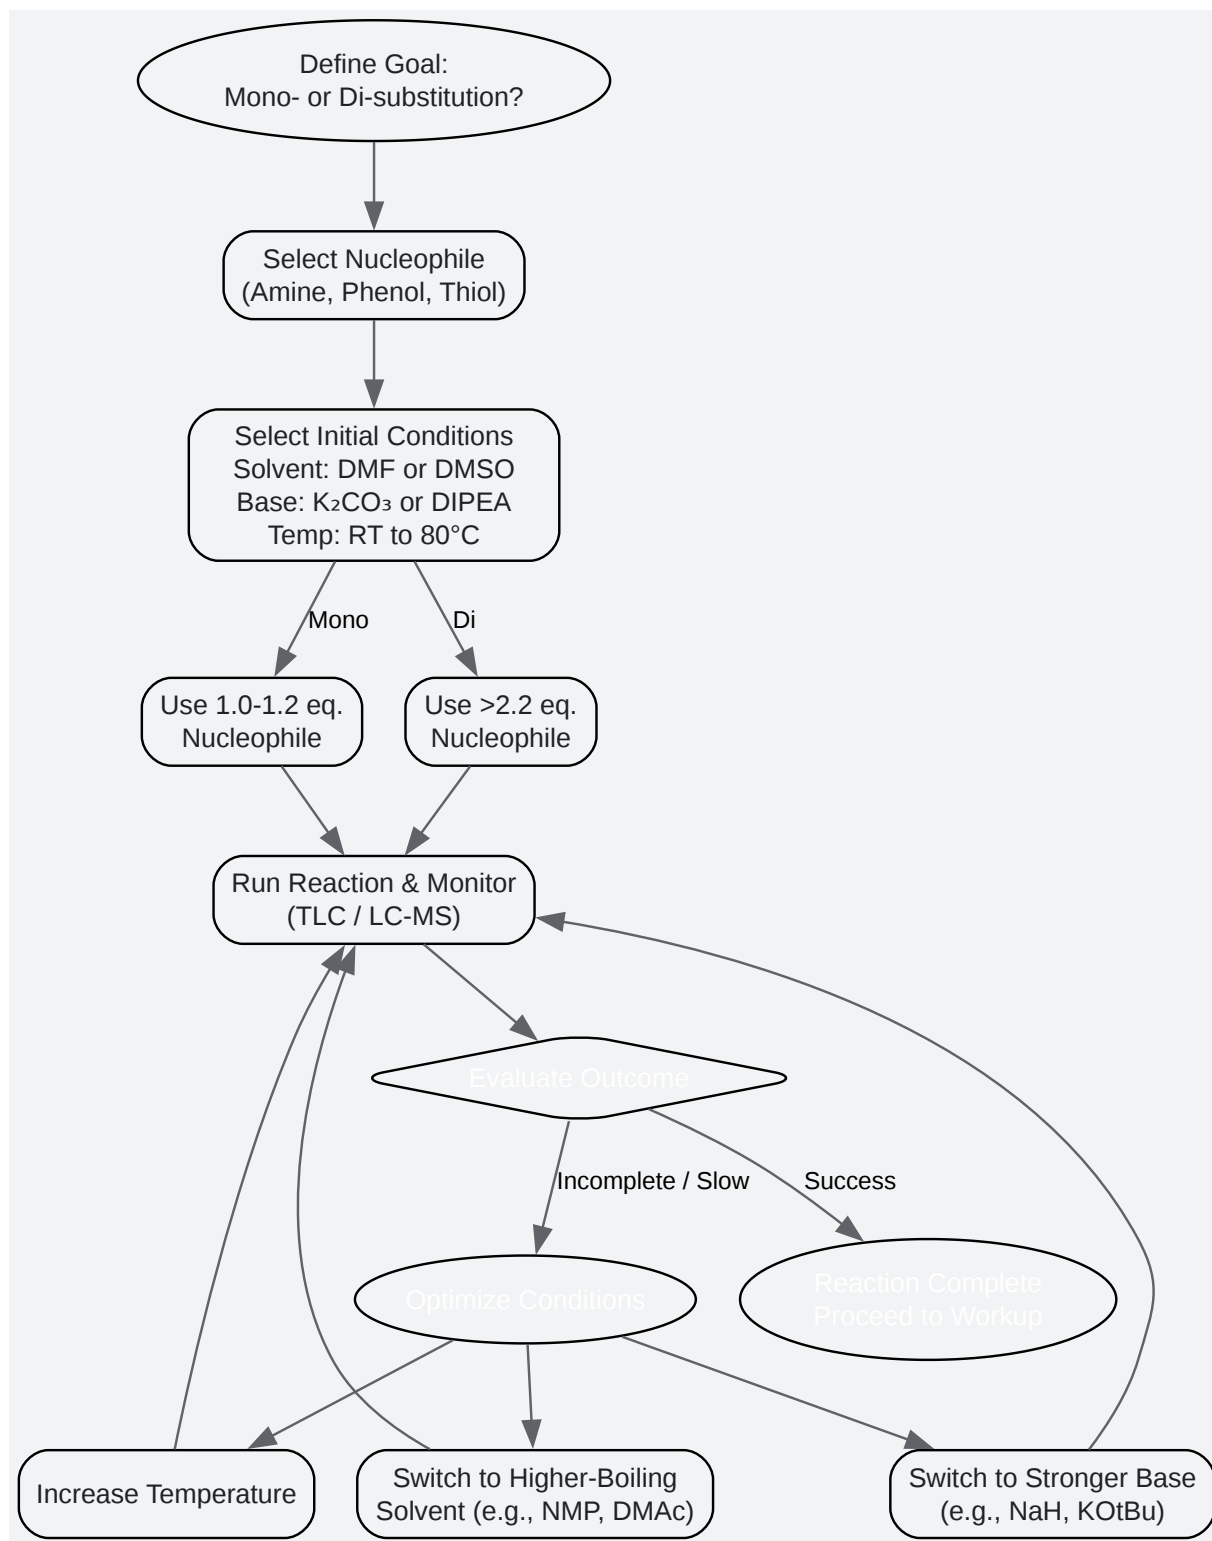 Define Goal:
Mono- or Di-substitution?
Select Nucleophile
(Amine, Phenol, Thiol)
Select Initial Conditions
Solvent: DMF or DMSO
Base: K₂CO₃ or DIPEA
Temp: RT to 80°C
Mono
Di
Use 1.0-1.2 eq.
Nucleophile
Use >2.2 eq.
Nucleophile
Run Reaction & Monitor
(TLC / LC-MS)
Evaluate Outcome
Incomplete / Slow
Success
Optimize Conditions
Reaction Complete
Proceed to Workup
Increase Temperature
Switch to Higher-Boiling
Solvent (e.g., NMP, DMAc)
Switch to Stronger Base
(e.g., NaH, KOtBu)